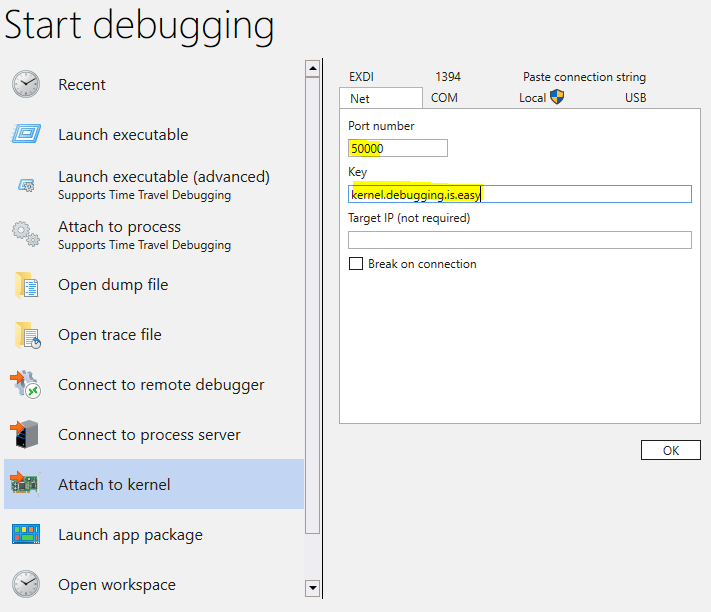 Start debugging
Recent
Launch executable
Launch executable (advanced)
Supports Time Travel Debugging
Attach to process
Supports Time Travel Debugging
Open dump file
Open trace file
Connect to remote debugger
Connect to process server
Attach to kernel
Launch app package
Open workspace
EXDI 1394 Paste connection string
Net COM Local USB
Port number
50000
Key
kernel.debugging.is.easy
Target IP (not required)
Break on connection
OK